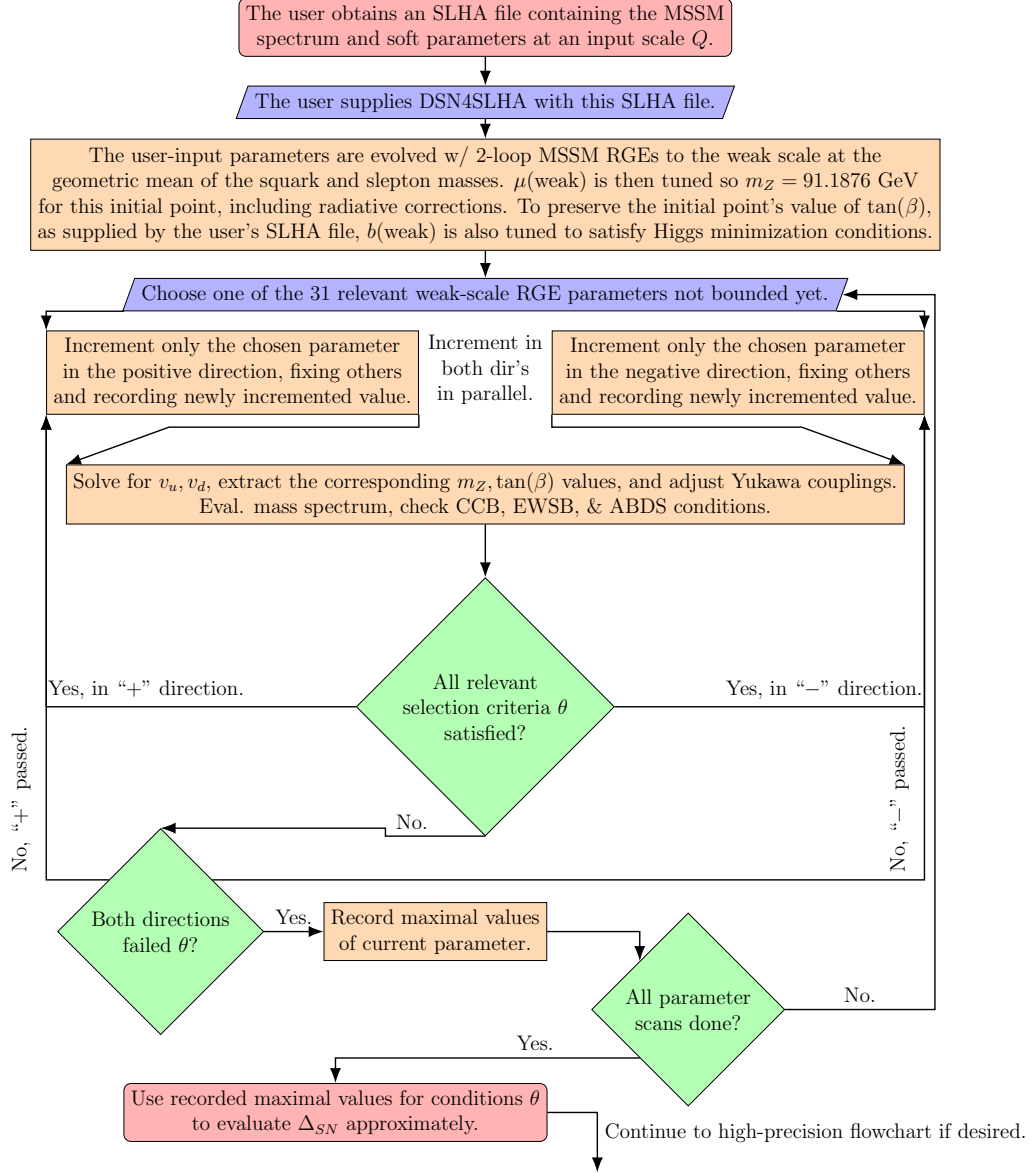 The user obtains an SLHA file containing the MSSM
spectrum and soft parameters at an input scale Q.
The user supplies DSN4SLHA with this SLHA file.
The user-input parameters are evolved w/ 2-loop MSSM RGEs to the weak scale at the
geometric mean of the squark and slepton masses. μ(weak) is then tuned so m_Z = 91.1876 GeV
for this initial point, including radiative corrections. To preserve the initial point's value of tan(β),
as supplied by the user's SLHA file, b(weak) is also tuned to satisfy Higgs minimization conditions.
Choose one of the 31 relevant weak-scale RGE parameters not bounded yet.
Increment only the chosen parameter
in the positive direction, fixing others
and recording newly incremented value.
Increment in
both dir's
in parallel.
Increment only the chosen parameter
in the negative direction, fixing others
and recording newly incremented value.
Solve for v_u, v_d, extract the corresponding m_Z, tan(β) values, and adjust Yukawa couplings.
Eval. mass spectrum, check CCB, EWSB, & ABDS conditions.
Yes, in “+” direction.
All relevant
selection criteria θ
satisfied?
Yes, in “−” direction.
No, “+” passed.
No, “−” passed.
No.
Both directions
failed θ?
Yes.
Record maximal values
of current parameter.
All parameter
scans done?
No.
Yes.
Use recorded maximal values for conditions θ
to evaluate Δ_SN approximately.
Continue to high-precision flowchart if desired.